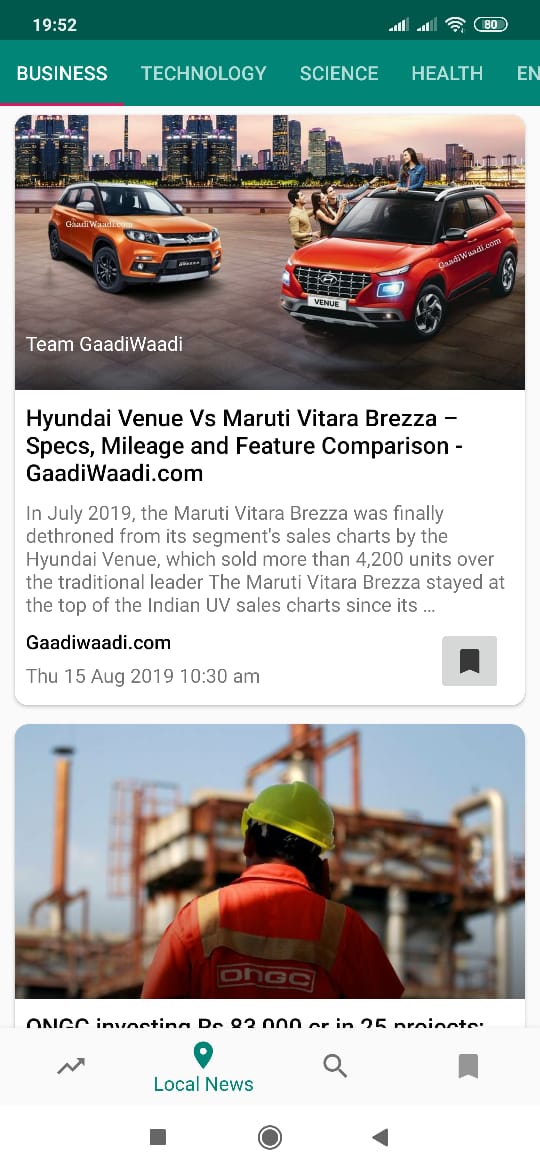 19:52
80
BUSINESS TECHNOLOGY SCIENCE HEALTH EN
GaadiWaadi.com
BREZZA
GaadiWaadi.com
VENUE
Team GaadiWaadi
Hyundai Venue Vs Maruti Vitara Brezza –
Specs, Mileage and Feature Comparison -
GaadiWaadi.com
In July 2019, the Maruti Vitara Brezza was finally
dethroned from its segment's sales charts by the
Hyundai Venue, which sold more than 4,200 units over
the traditional leader The Maruti Vitara Brezza stayed at
the top of the Indian UV sales charts since its ...
Gaadiwaadi.com
Thu 15 Aug 2019 10:30 am
ONGC
ONGC investing Rs 83,000 cr in 25 projects;
Local News